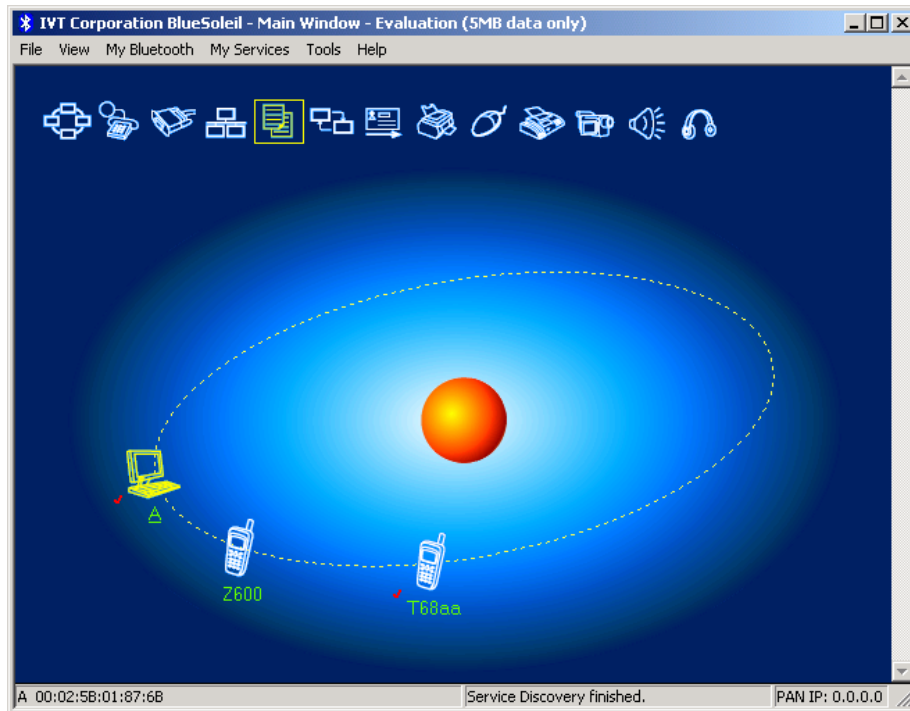 IVT Corporation BlueSoleil - Main Window - Evaluation (5MB data only)
File View My Bluetooth My Services Tools Help
A
Z600
T68aa
A 00:02:5B:01:87:6B Service Discovery finished. PAN IP: 0.0.0.0